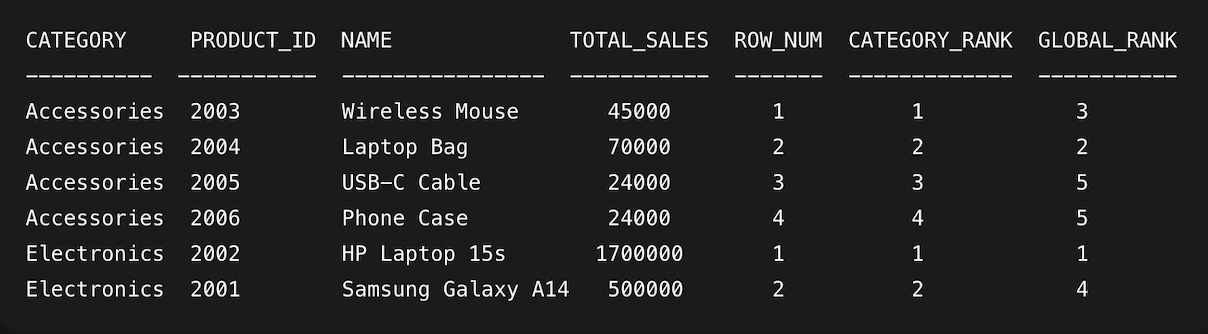 CATEGORY PRODUCT_ID NAME TOTAL_SALES ROW_NUM CATEGORY_RANK GLOBAL_RANK
---------- ----------- ---------------- ----------- ------- ------------- -----------
Accessories 2003 Wireless Mouse 45000 1 1 3
Accessories 2004 Laptop Bag 70000 2 2 2
Accessories 2005 USB-C Cable 24000 3 3 5
Accessories 2006 Phone Case 24000 4 4 5
Electronics 2002 HP Laptop 15s 1700000 1 1 1
Electronics 2001 Samsung Galaxy A14 500000 2 2 4